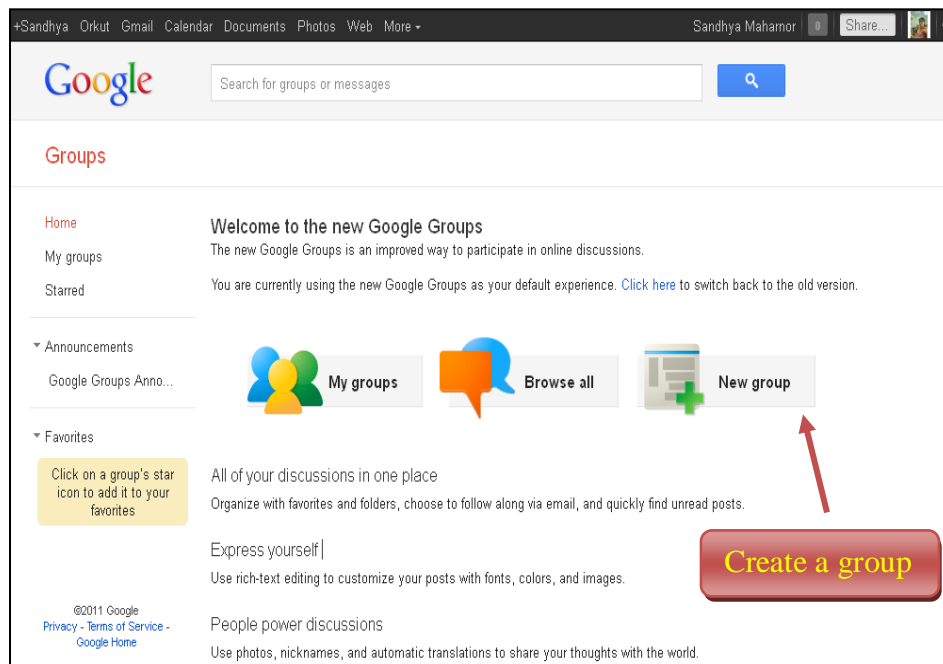 +Sandhya Orkut Gmail Calendar Documents Photos Web More
Sandhya Maharnor 0 Share...
Google
Search for groups or messages
Groups
Home
My groups
Starred
Announcements
Google Groups Anno...
Favorites
Click on a group's star
icon to add it to your
favorites
©2011 Google
Privacy - Terms of Service -
Google Home
Welcome to the new Google Groups
The new Google Groups is an improved way to participate in online discussions.
You are currently using the new Google Groups as your default experience. Click here to switch back to the old version.
My groups
Browse all
New group
All of your discussions in one place
Organize with favorites and folders, choose to follow along via email, and quickly find unread posts.
Create a group
Express yourself
Use rich-text editing to customize your posts with fonts, colors, and images.
People power discussions
Use photos, nicknames, and automatic translations to share your thoughts with the world.